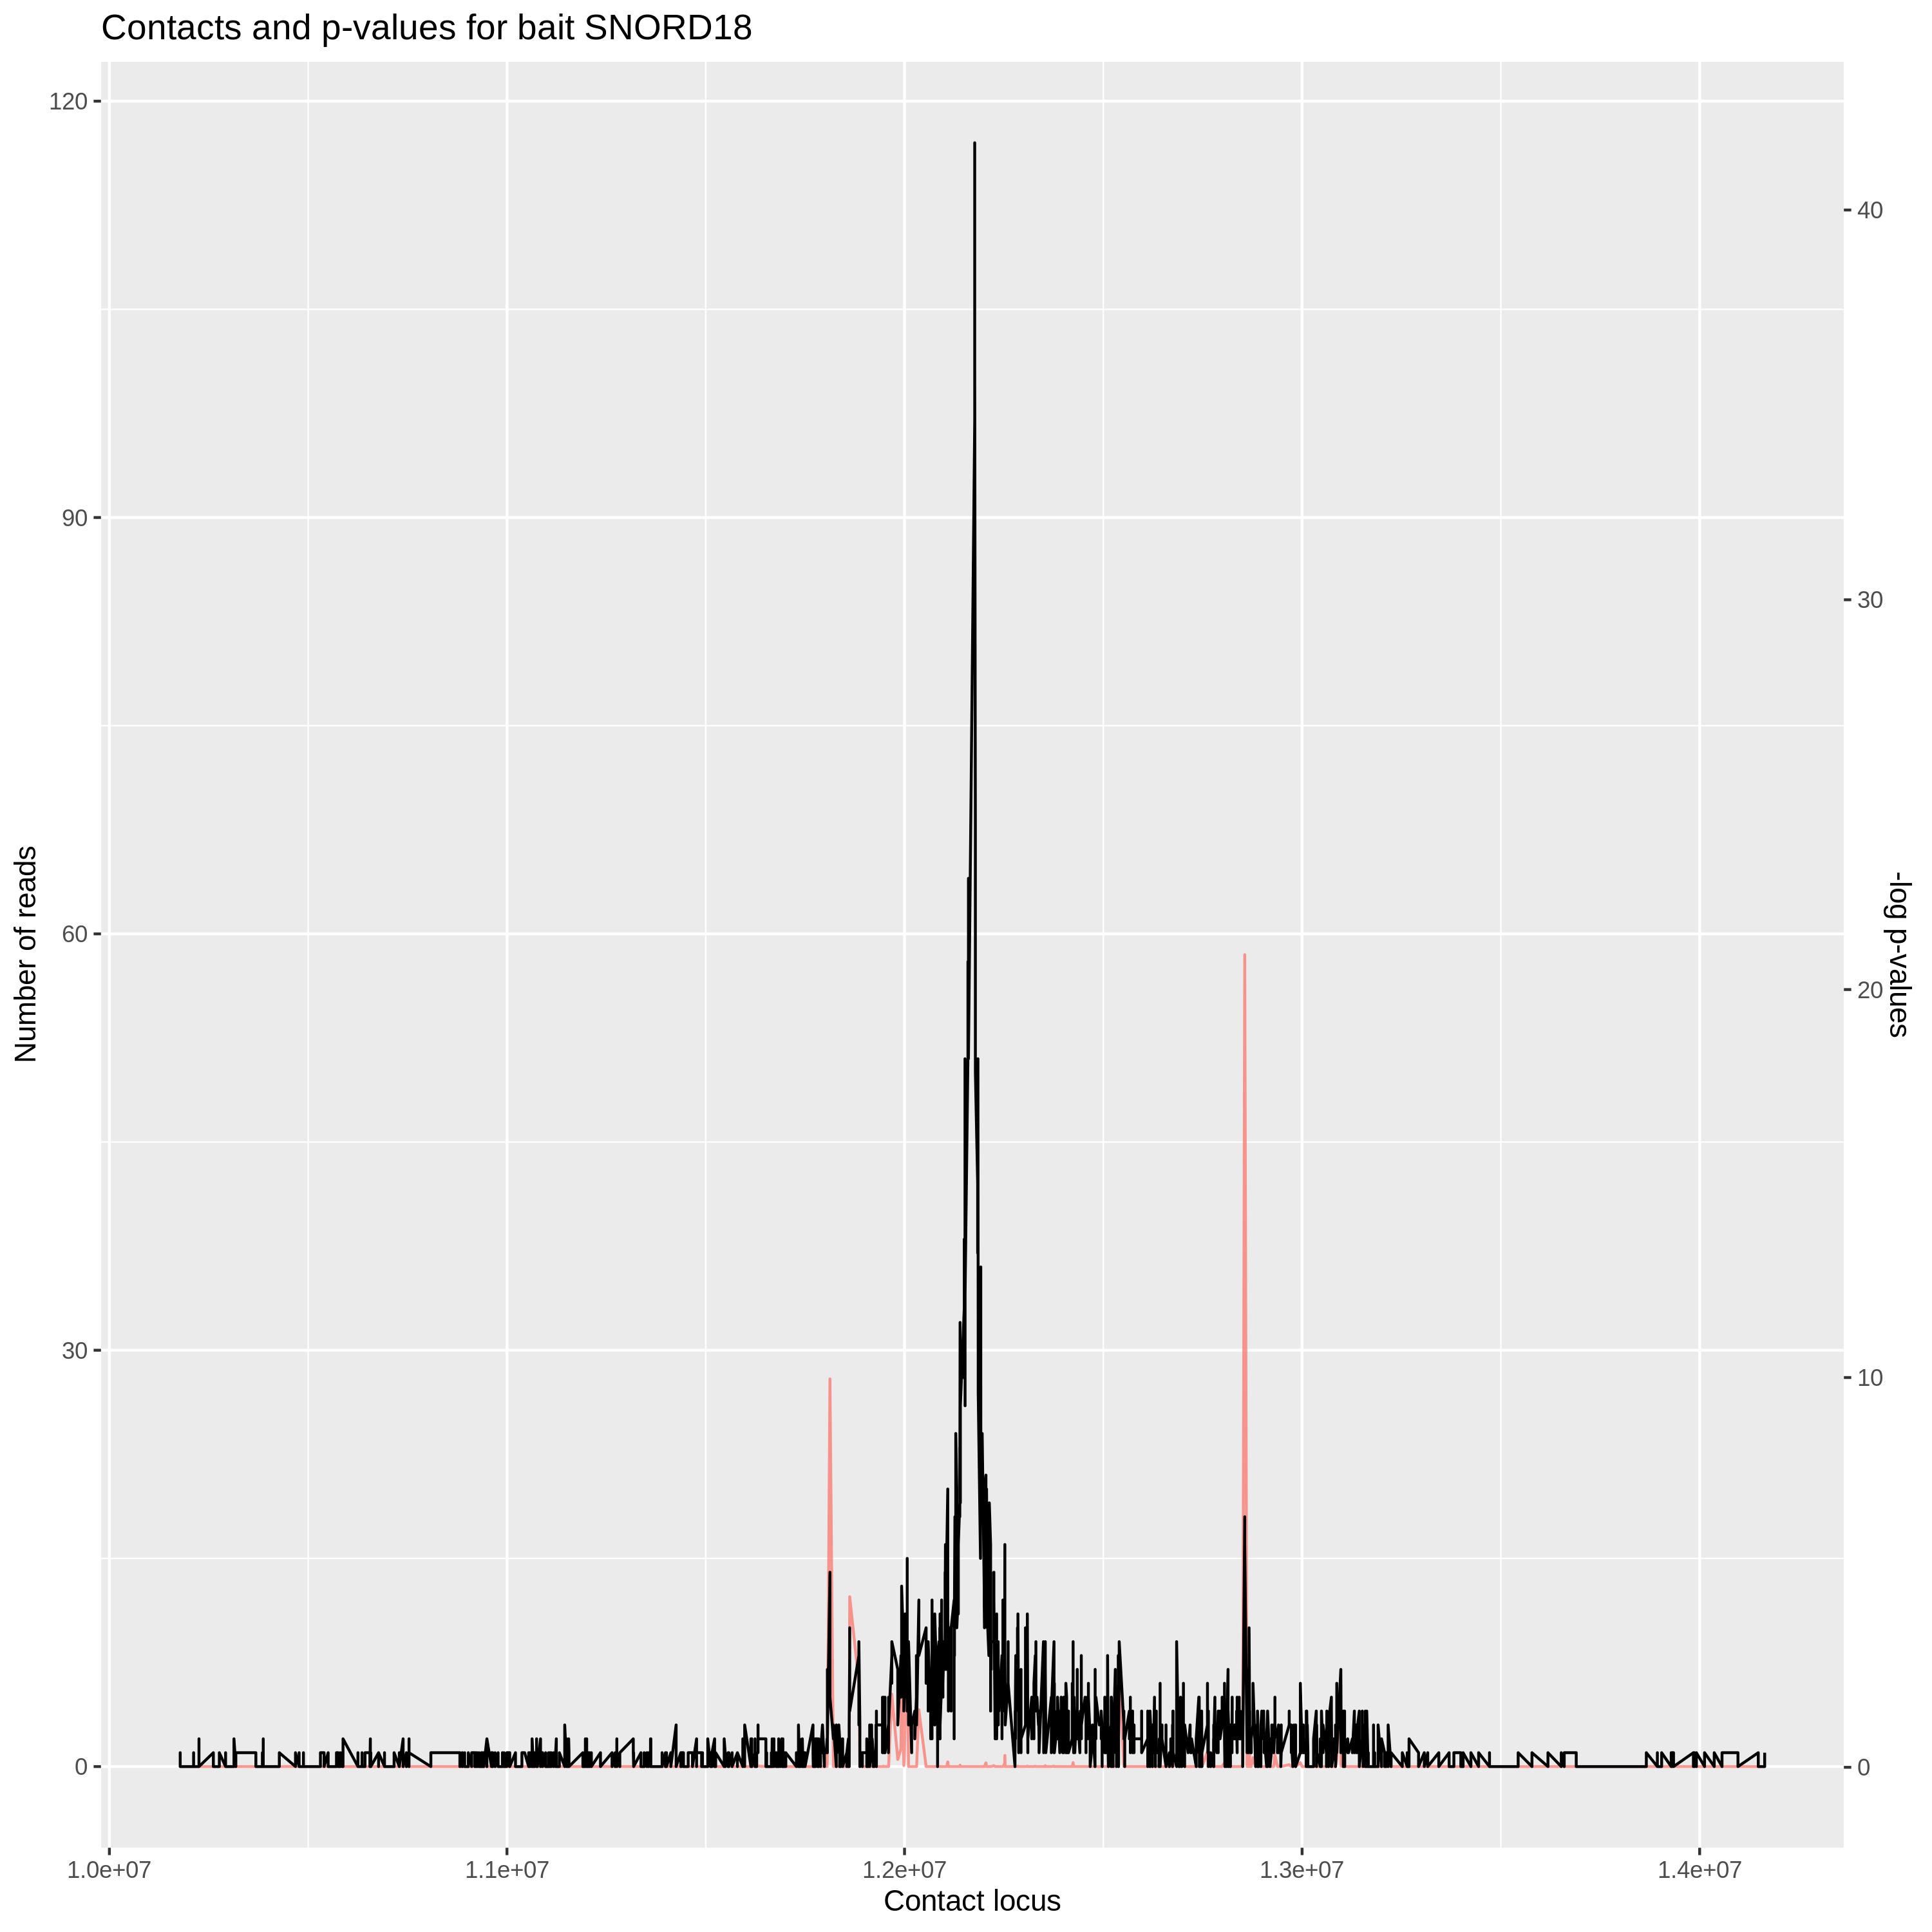 Contacts and p-values for bait SNORD18
120
90
60
30
0
Number of reads
40
30
20
10
0
-log p-values
1.0e+07
1.1e+07
1.2e+07
1.3e+07
1.4e+07
Contact locus